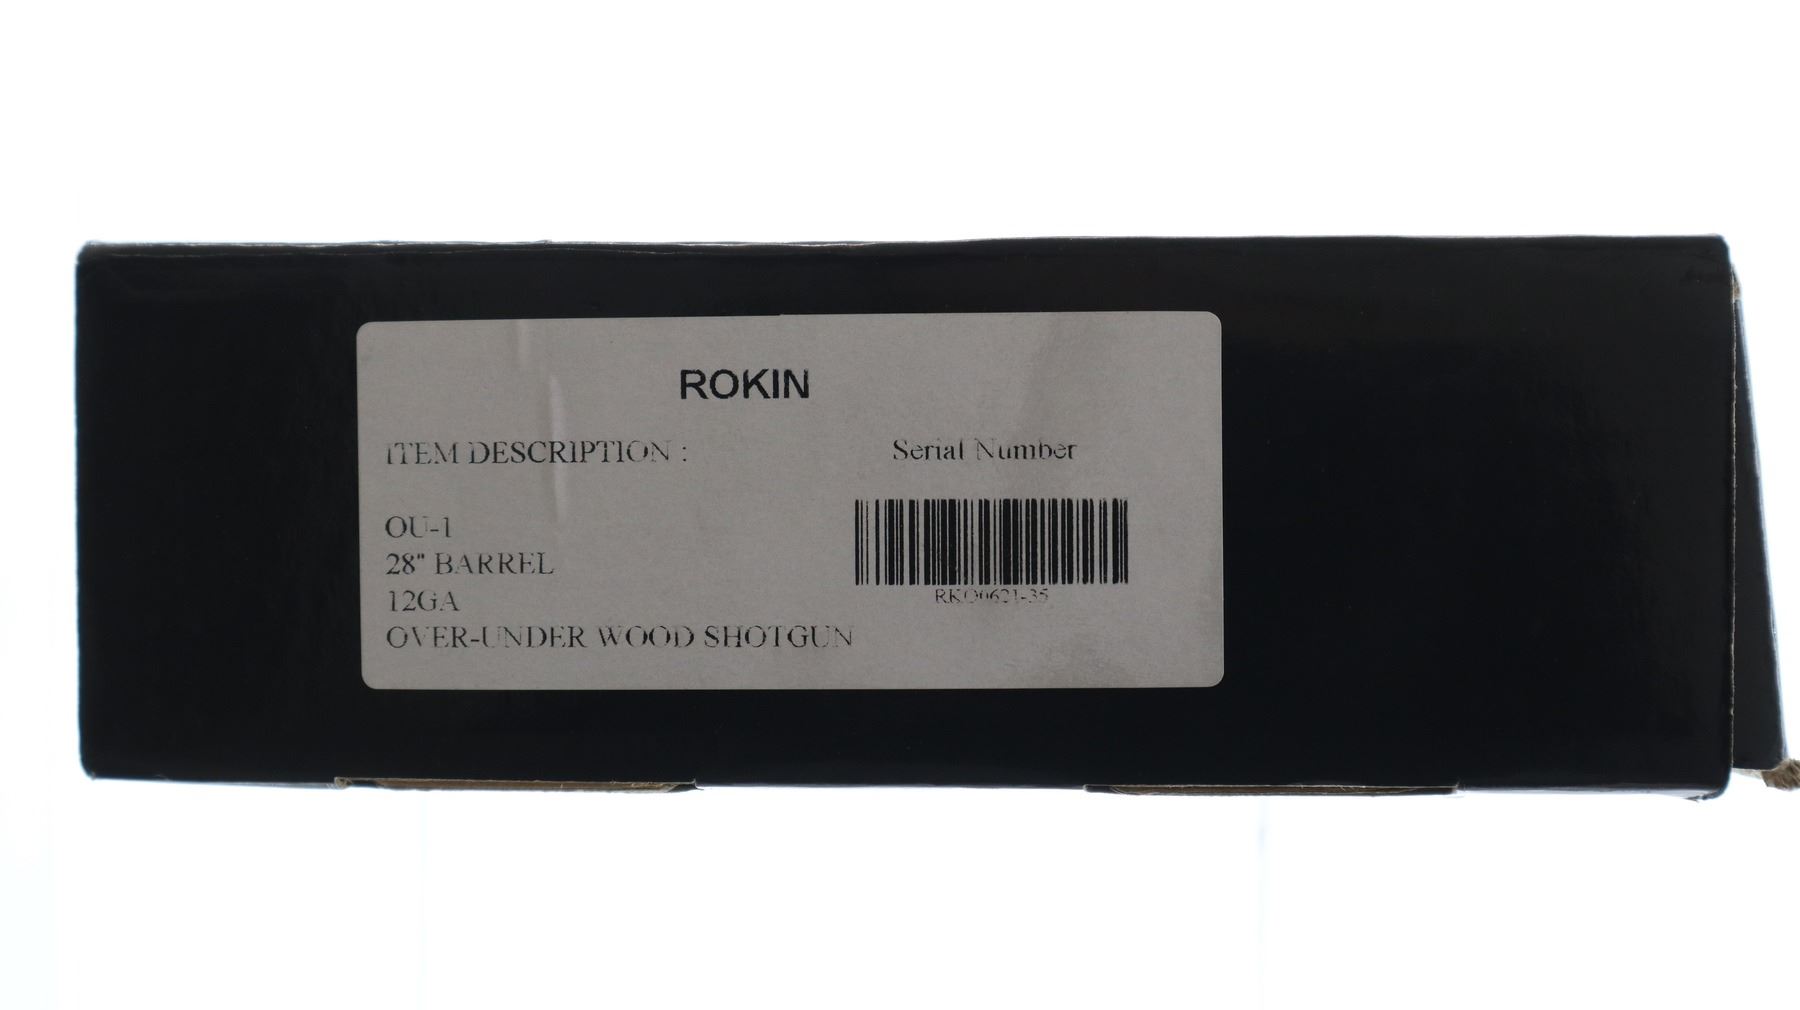 ROKIN
ITEM DESCRIPTION :
Serial Number
OU-1
28" BARREL
12GA
OVER-UNDER WOOD SHOTGUN
RKO0621-35